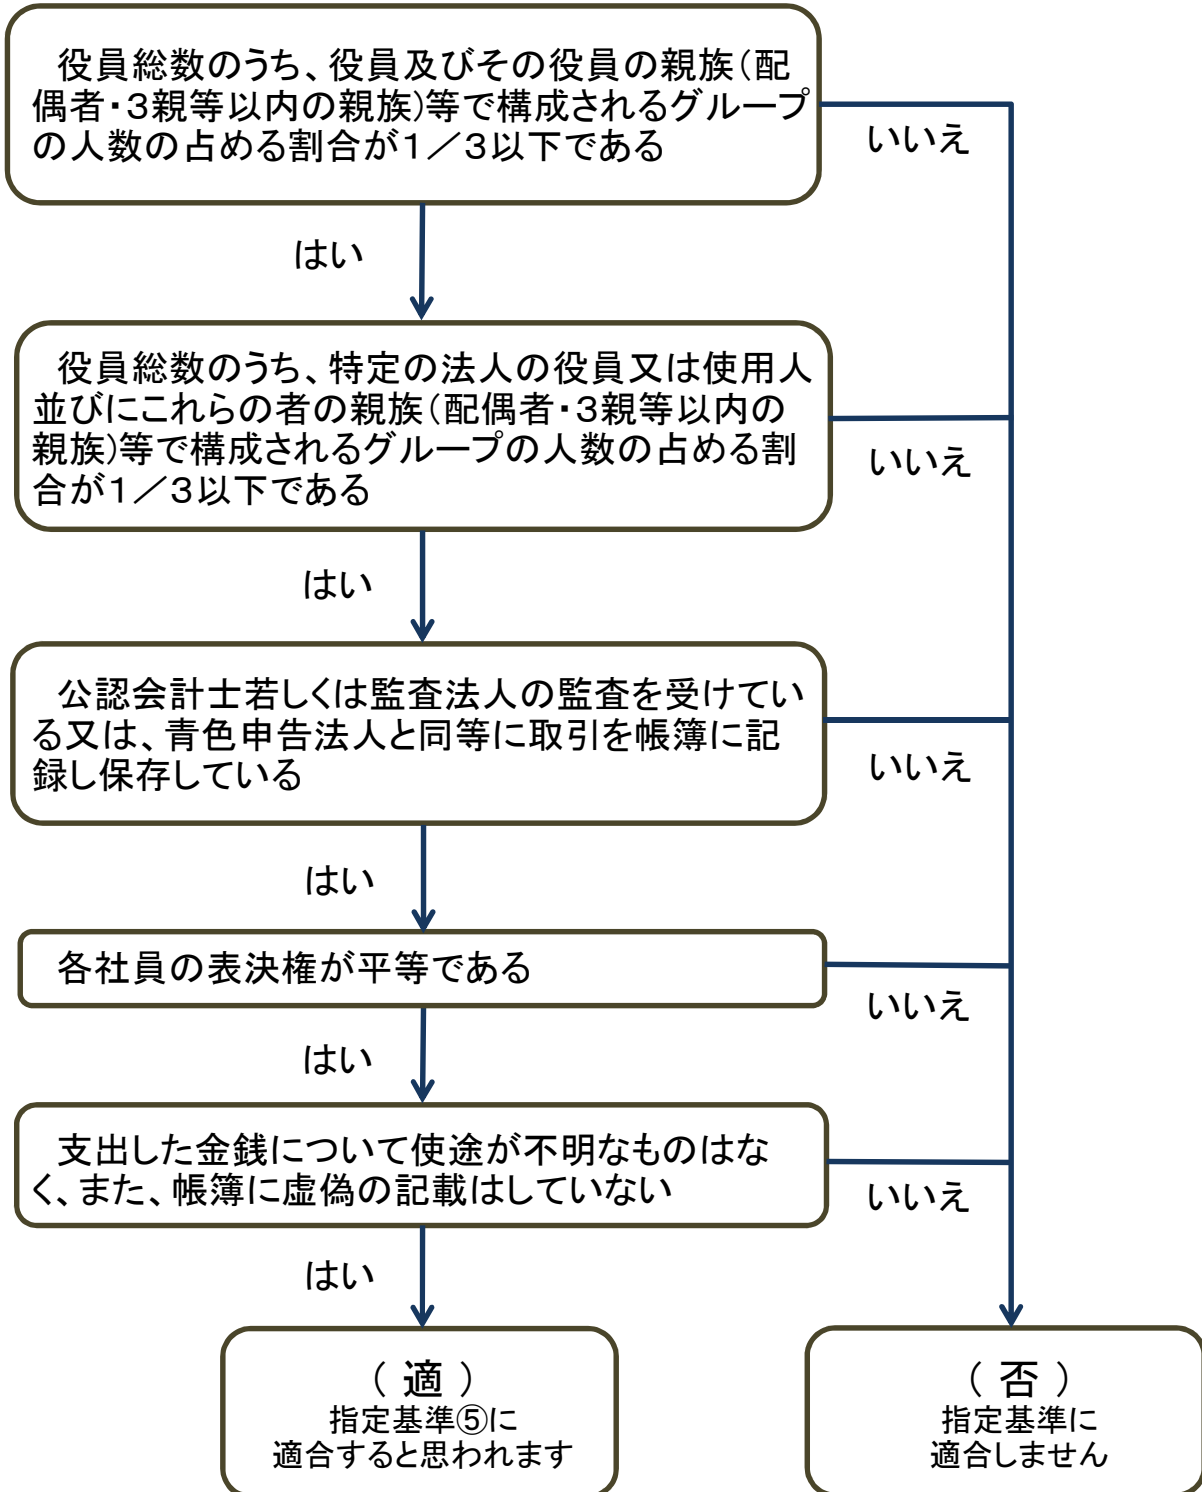 役員総数のうち、役員及びその役員の親族(配
偶者・3親等以内の親族)等で構成されるグループ
の人数の占める割合が1／3以下である
いいえ
はい
役員総数のうち、特定の法人の役員又は使用人
並びにこれらの者の親族(配偶者・3親等以内の
親族)等で構成されるグループの人数の占める割
合が1／3以下である
いいえ
はい
公認会計士若しくは監査法人の監査を受けてい
る又は、青色申告法人と同等に取引を帳簿に記
録し保存している
いいえ
はい
各社員の表決権が平等である
いいえ
はい
支出した金銭について使途が不明なものはな
く、また、帳簿に虚偽の記載はしていない
いいえ
はい
（ 適 ）
指定基準⑤に
適合すると思われます
（ 否 ）
指定基準に
適合しません